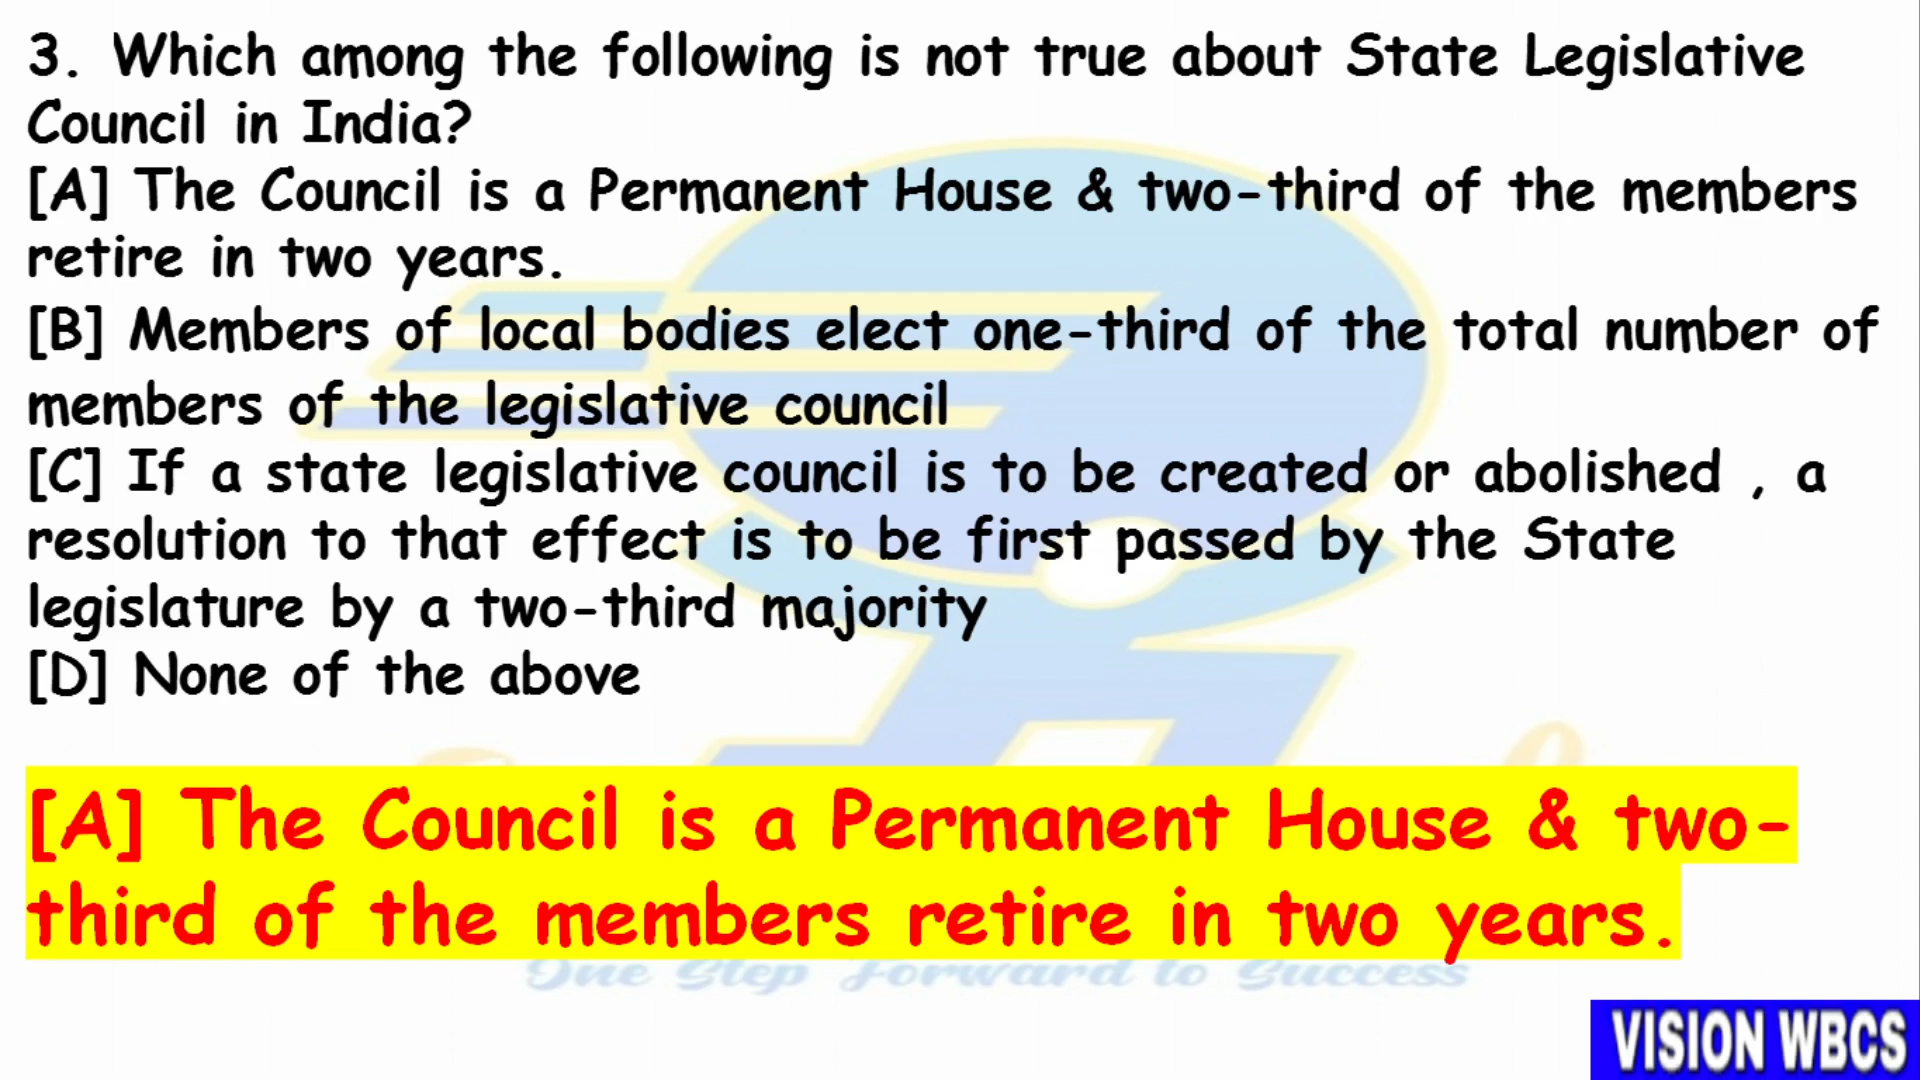 3. Which among the following is not true about State Legislative
Council in India?
[A] The Council is a Permanent House & two-third of the members
retire in two years.
[B] Members of local bodies elect one-third of the total number of
members of the legislative council
[C] If a state legislative council is to be created or abolished , a
resolution to that effect is to be first passed by the State
legislature by a two-third majority
[D] None of the above
[A] The Council is a Permanent House & two-
third of the members retire in two years.
One Step Forward to Success
VISION WBCS